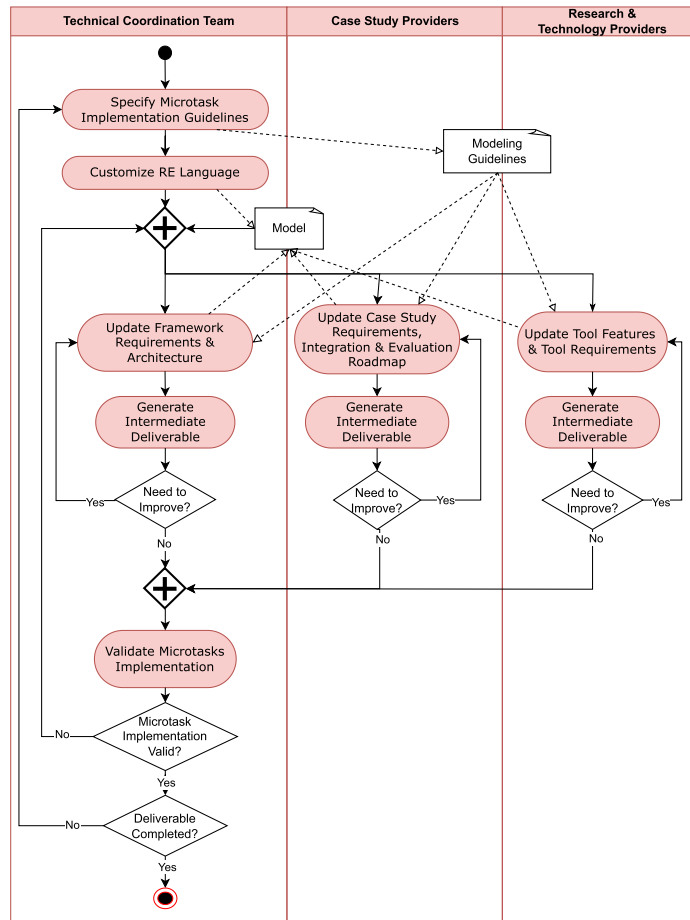 Technical Coordination Team
Case Study Providers
Research &
Technology Providers
Specify Microtask
Implementation Guidelines
Modeling
Guidelines
Customize RE Language
Model
Update Framework
Requirements &
Architecture
Update Case Study
Requirements,
Integration & Evaluation
Roadmap
Update Tool Features
& Tool Requirements
Generate
Intermediate
Deliverable
Generate
Intermediate
Deliverable
Generate
Intermediate
Deliverable
Need to
Improve?
Yes
No
Need to
Improve?
Yes
No
Need to
Improve?
Yes
No
Validate Microtasks
Implementation
Microtask
Implementation
Valid?
No
Yes
Deliverable
Completed?
No
Yes